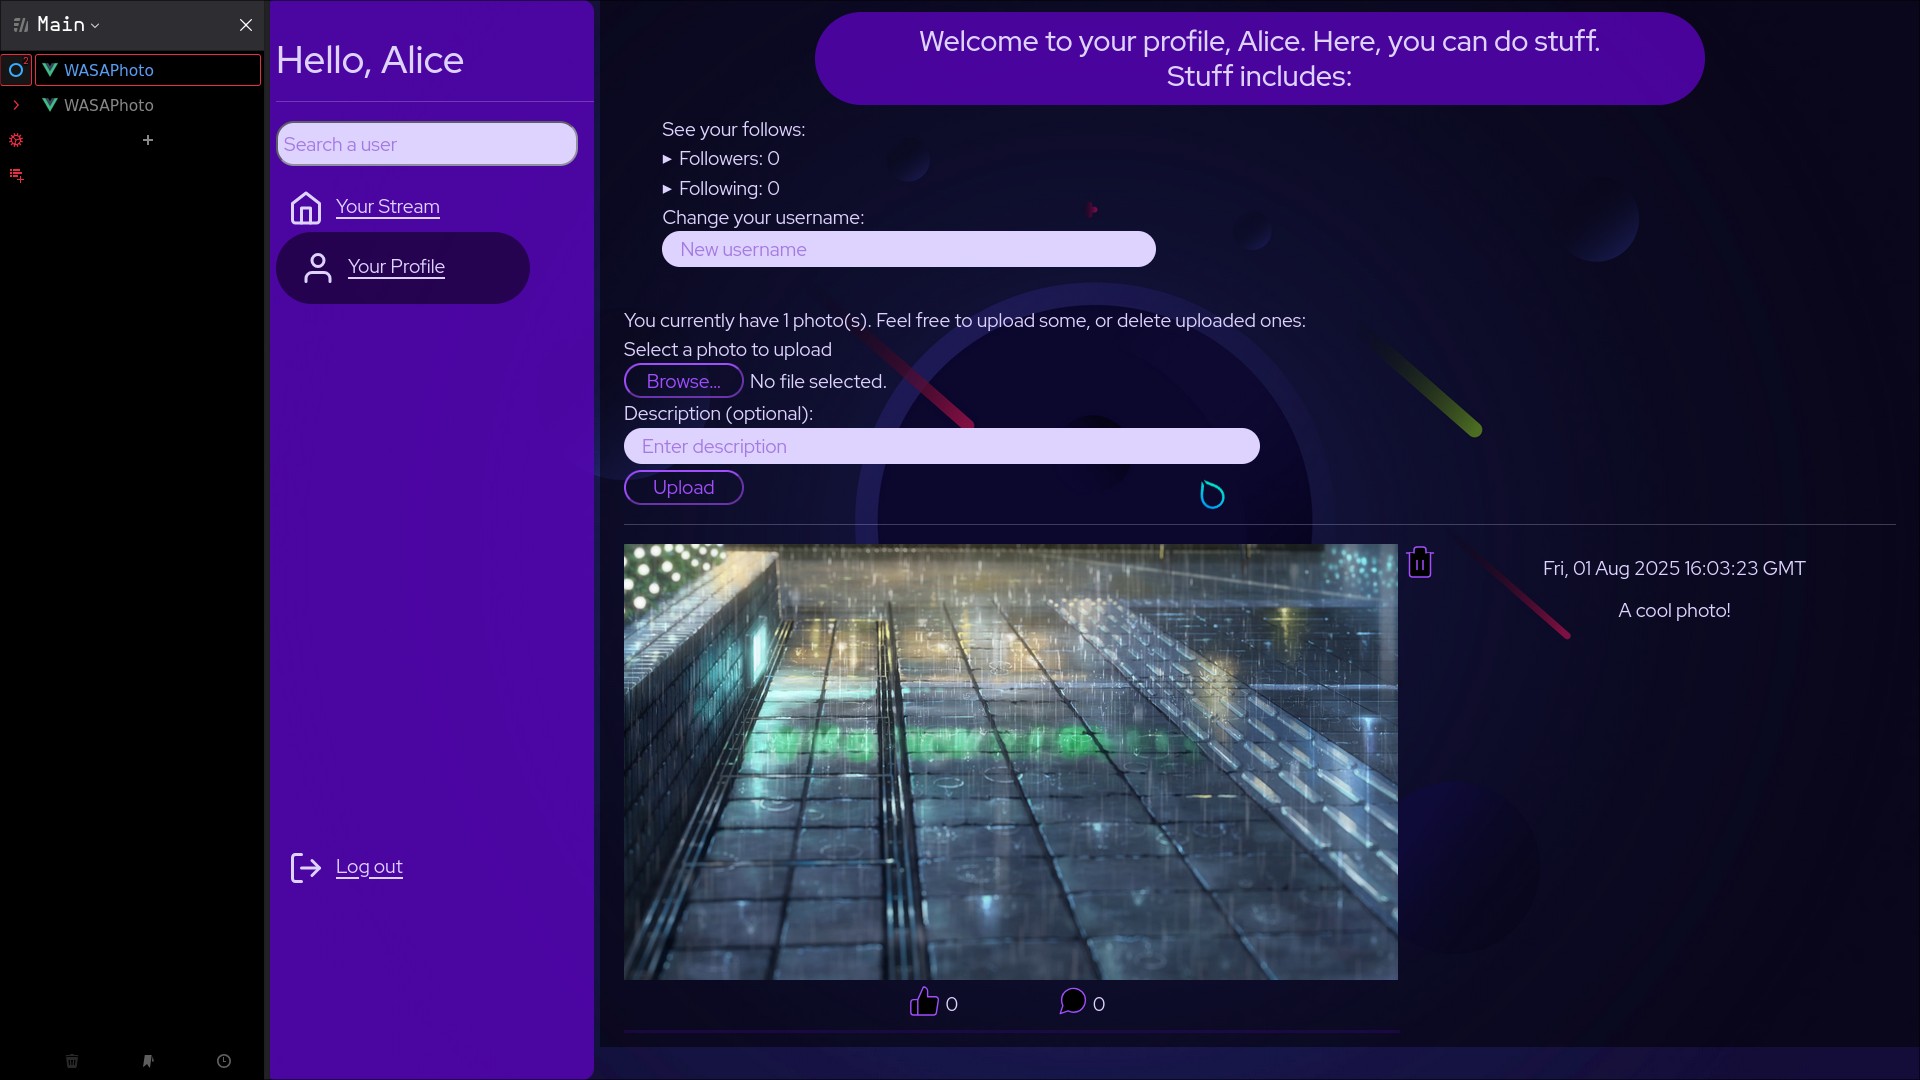 Main
2
WASAPhoto
WASAPhoto
Hello, Alice
Search a user
Your Stream
Your Profile
Log out
Welcome to your profile, Alice. Here, you can do stuff.
Stuff includes:
See your follows:
Followers: 0
Following: 0
Change your username:
New username
You currently have 1 photo(s). Feel free to upload some, or delete uploaded ones:
Select a photo to upload
Browse... No file selected.
Description (optional):
Enter description
Upload
Fri, 01 Aug 2025 16:03:23 GMT
A cool photo!
0 0